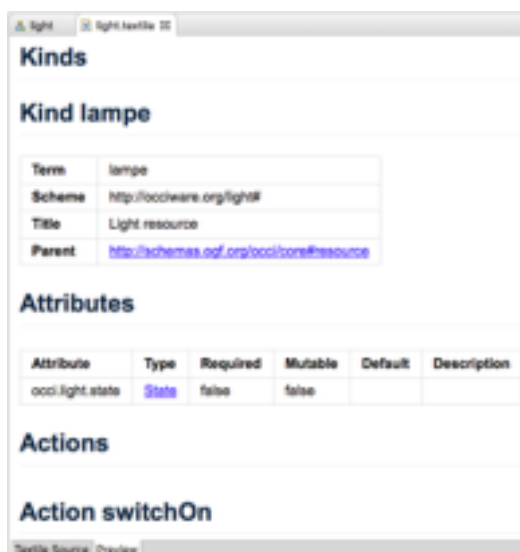 light light.textile
Kinds
Kind lampe
Term lampe
Scheme http://occiware.org/light#
Title Light resource
Parent http://schemas.ogf.org/occi/core#resource
Attributes
Attribute Type Required Mutable Default Description
occi.light.state State false false
Actions
Action switchOn
Textile Source Preview